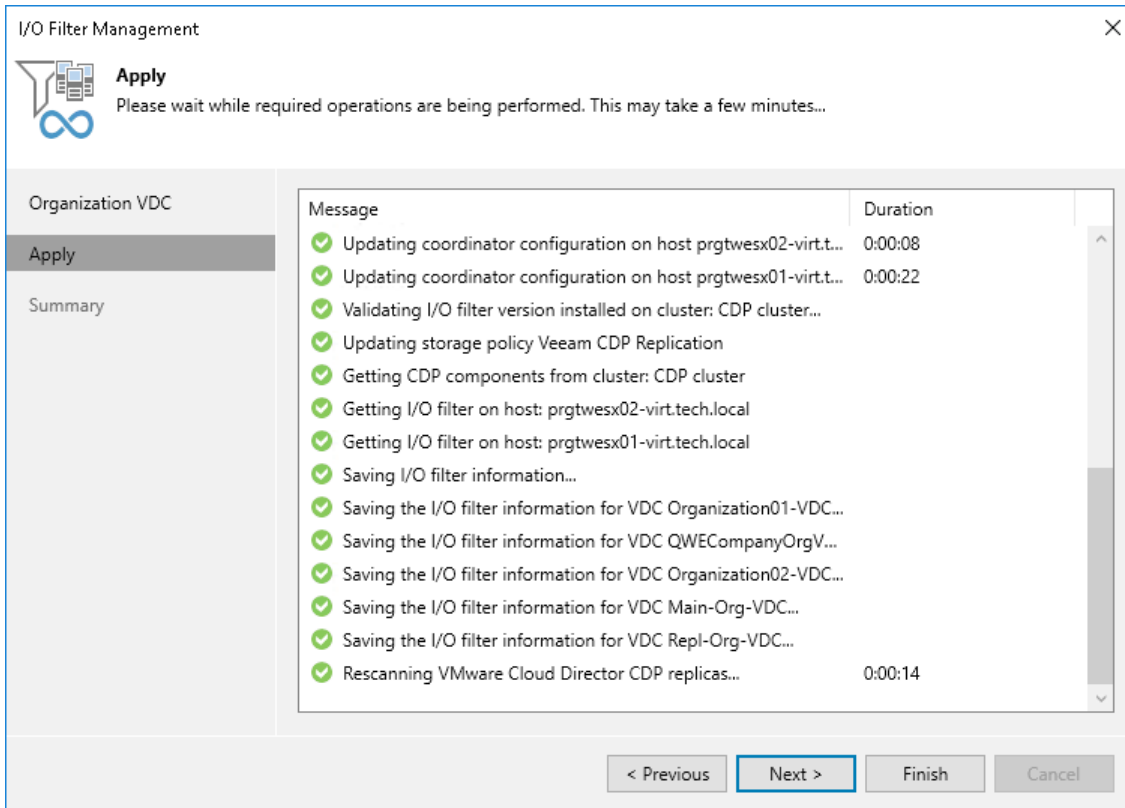 I/O Filter Management
Apply
Please wait while required operations are being performed. This may take a few minutes...
Organization VDC
Apply
Summary
Message Duration
Updating coordinator configuration on host prgtwesx02-virt.t... 0:00:08
Updating coordinator configuration on host prgtwesx01-virt.t... 0:00:22
Validating I/O filter version installed on cluster: CDP cluster...
Updating storage policy Veeam CDP Replication
Getting CDP components from cluster: CDP cluster
Getting I/O filter on host: prgtwesx02-virt.tech.local
Getting I/O filter on host: prgtwesx01-virt.tech.local
Saving I/O filter information...
Saving the I/O filter information for VDC Organization01-VDC...
Saving the I/O filter information for VDC QWECompanyOrgV...
Saving the I/O filter information for VDC Organization02-VDC...
Saving the I/O filter information for VDC Main-Org-VDC...
Saving the I/O filter information for VDC Repl-Org-VDC...
Rescanning VMware Cloud Director CDP replicas... 0:00:14
< Previous Next > Finish Cancel